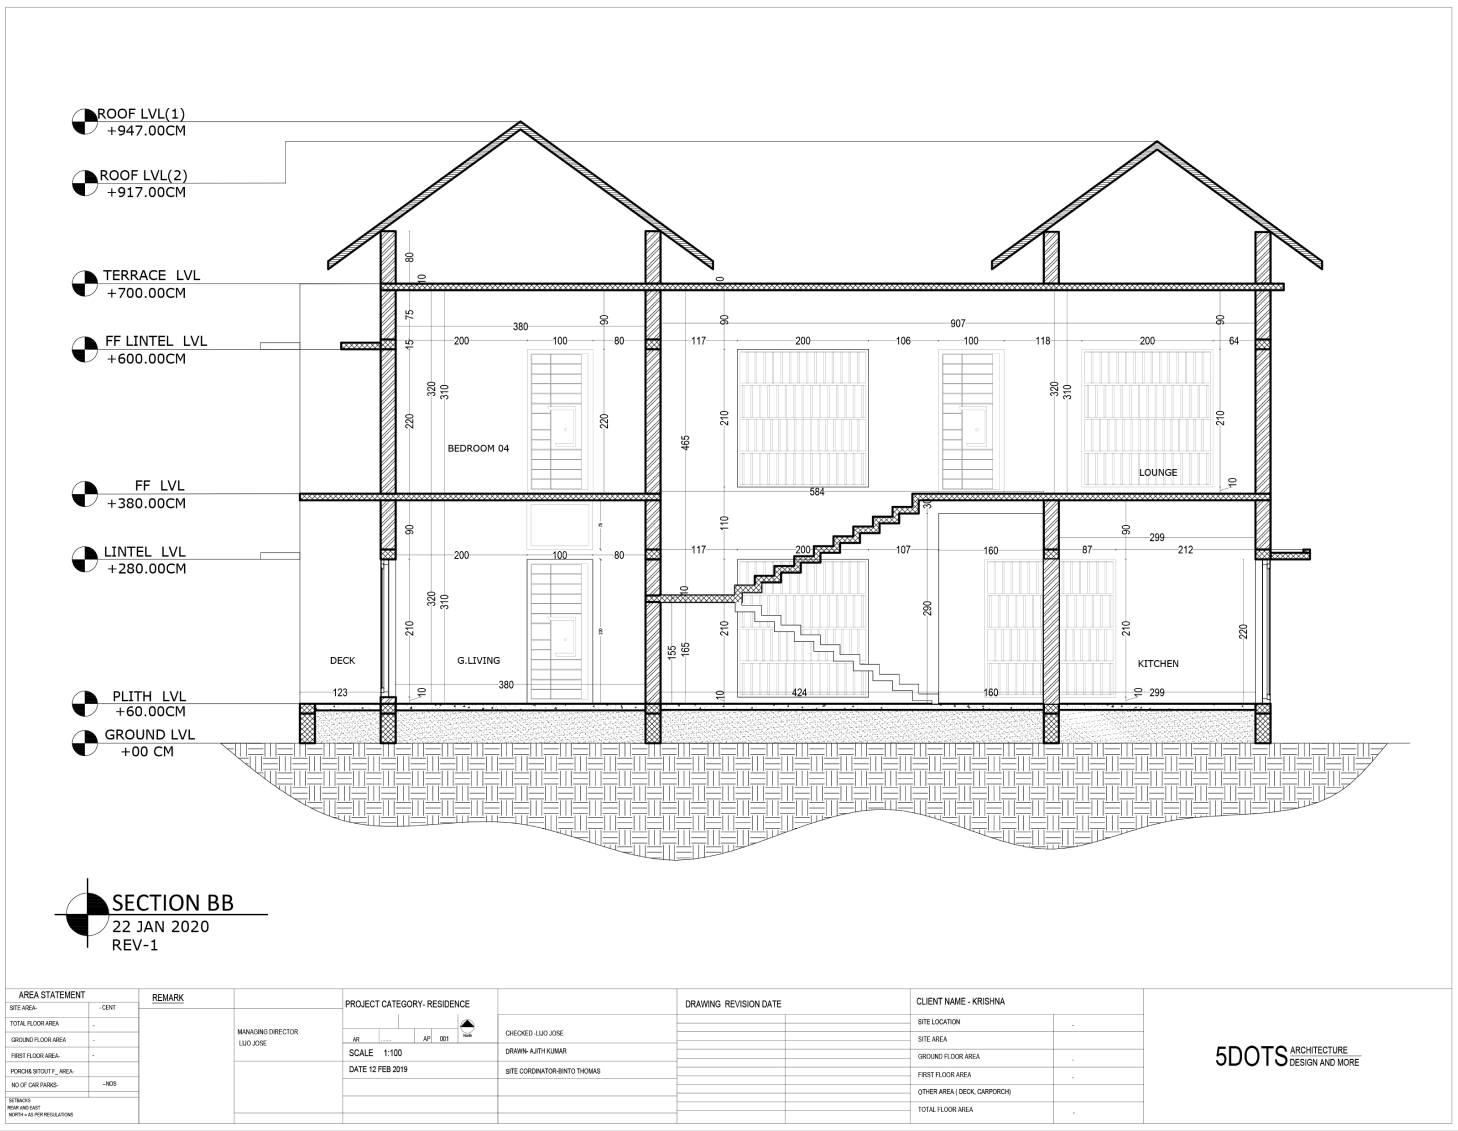 ROOF LVL(1)
+947.00CM
ROOF LVL(2)
+917.00CM
TERRACE LVL
+700.00CM
FF LINTEL LVL
+600.00CM
FF LVL
+380.00CM
LINTEL LVL
+280.00CM
PLITH LVL
+60.00CM
GROUND LVL
+00 CM
80
10
0
75
380
90
90
907
90
15
200
100
80
117
200
106
100
118
200
64
320
310
320
310
220
220
465
210
210
BEDROOM 04
LOUNGE
10
584
30
90
110
90
299
200
100
80
117
200
107
160
87
212
10
320
310
290
210
210
210
220
155
165
DECK
G.LIVING
KITCHEN
380
123
10
10
424
160
10
299
SECTION BB
22 JAN 2020
REV-1
AREA STATEMENT
SITE AREA-
- CENT
TOTAL FLOOR AREA
-
GROUND FLOOR AREA
-
FIRST FLOOR AREA-
-
PORCH& SITOUT F_ AREA-
NO OF CAR PARKS-
--NOS
SETBACKS
REAR AND EAST
NORTH = AS PER REGULATIONS
REMARK
MANAGING DIRECTOR
LIJO JOSE
PROJECT CATEGORY- RESIDENCE
AR
......
AP
001
North
SCALE 1:100
DATE 12 FEB 2019
CHECKED -LIJO JOSE
DRAWN- AJITH KUMAR
SITE CORDINATOR-BINTO THOMAS
DRAWING REVISION DATE
CLIENT NAME - KRISHNA
SITE LOCATION
-
SITE AREA
GROUND FLOOR AREA
-
FIRST FLOOR AREA
-
OTHER AREA ( DECK, CARPORCH)
TOTAL FLOOR AREA
-
5DOTS
ARCHITECTURE
DESIGN AND MORE